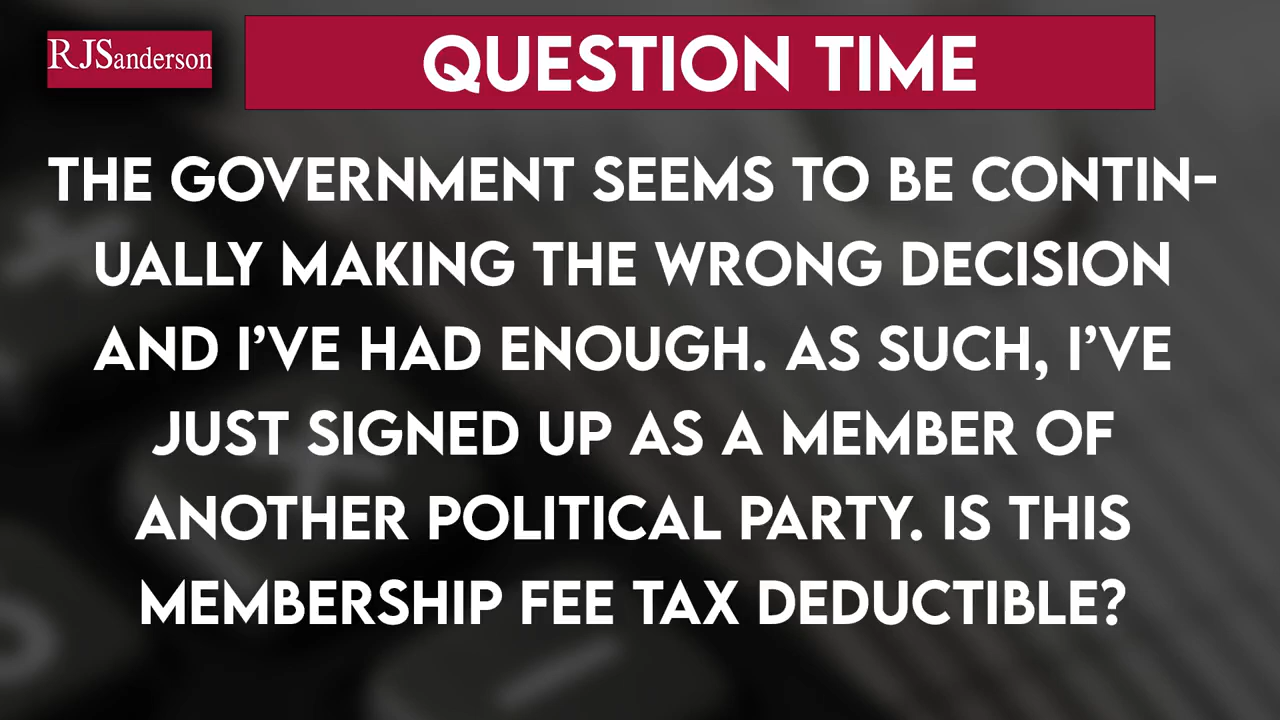 RJSanderson
QUESTION TIME
THE GOVERNMENT SEEMS TO BE CONTIN-
UALLY MAKING THE WRONG DECISION
AND I'VE HAD ENOUGH. AS SUCH, I'VE
JUST SIGNED UP AS A MEMBER OF
ANOTHER POLITICAL PARTY. IS THIS
MEMBERSHIP FEE TAX DEDUCTIBLE?